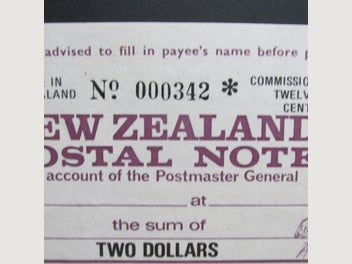 advised to fill in payee's name before p
E IN
LAND
Nº 000342 *
COMMISSIO
TWELV
CENT
EW ZEALAND
OSTAL NOTE
account of the Postmaster General
at
the sum of
TWO DOLLARS